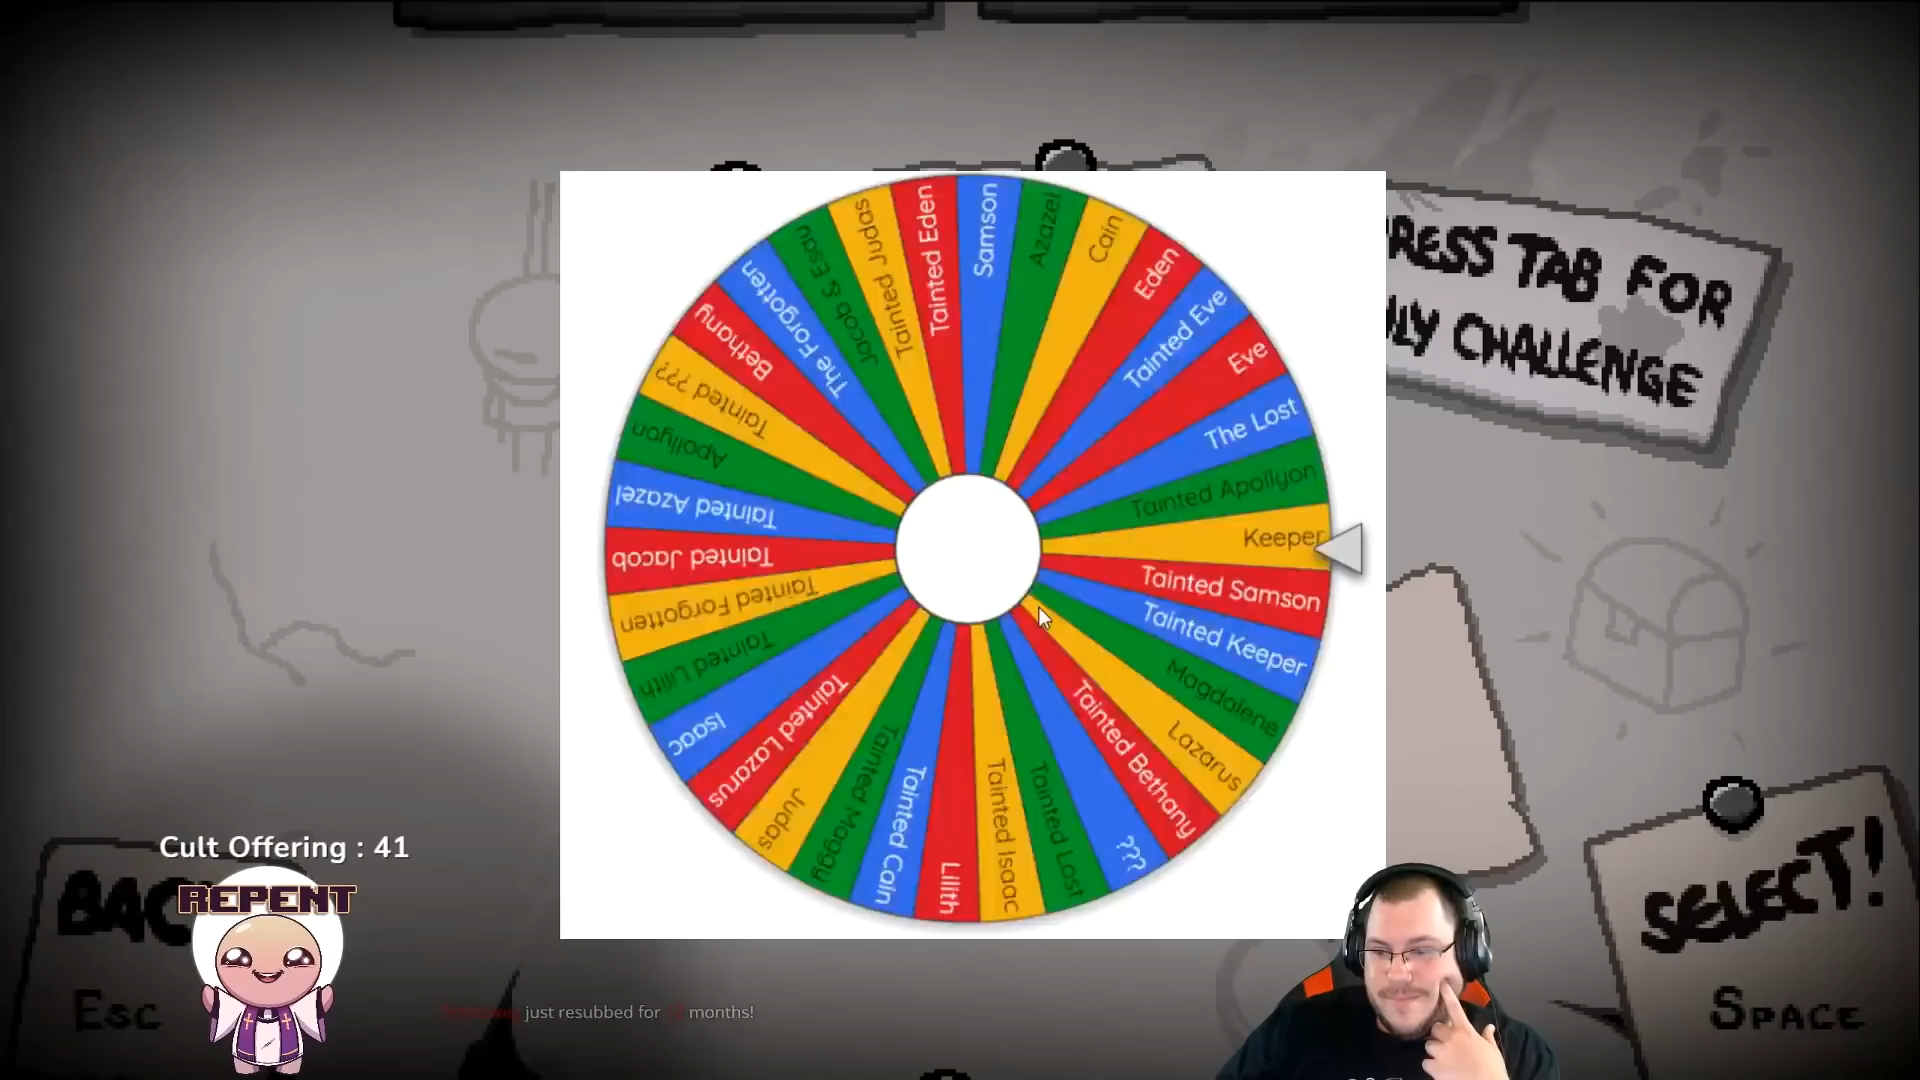 PRESS TAB FOR
CHALLENGE
Samson
Azazel
Cain
Eden
Tainted Eve
Eve
The Lost
Tainted Apollyon
Keeper
Tainted Samson
Tainted Keeper
Magdalene
Lazarus
Tainted Bethany
???
Tainted Lost
Tainted Isaac
Lilith
Tainted Cain
Tainted Maggy
Judas
Tainted Lazarus
Isaac
Tainted Lilith
Tainted Forgotten
Tainted Jacob
Tainted Azazel
Apollyon
Tainted ???
Bethany
The Forgotten
Jacob & Esau
Tainted Judas
Tainted Eden
Cult Offering : 41
REPENT
BAC
Esc
just resubbed for months!
SELECT!
SPACE